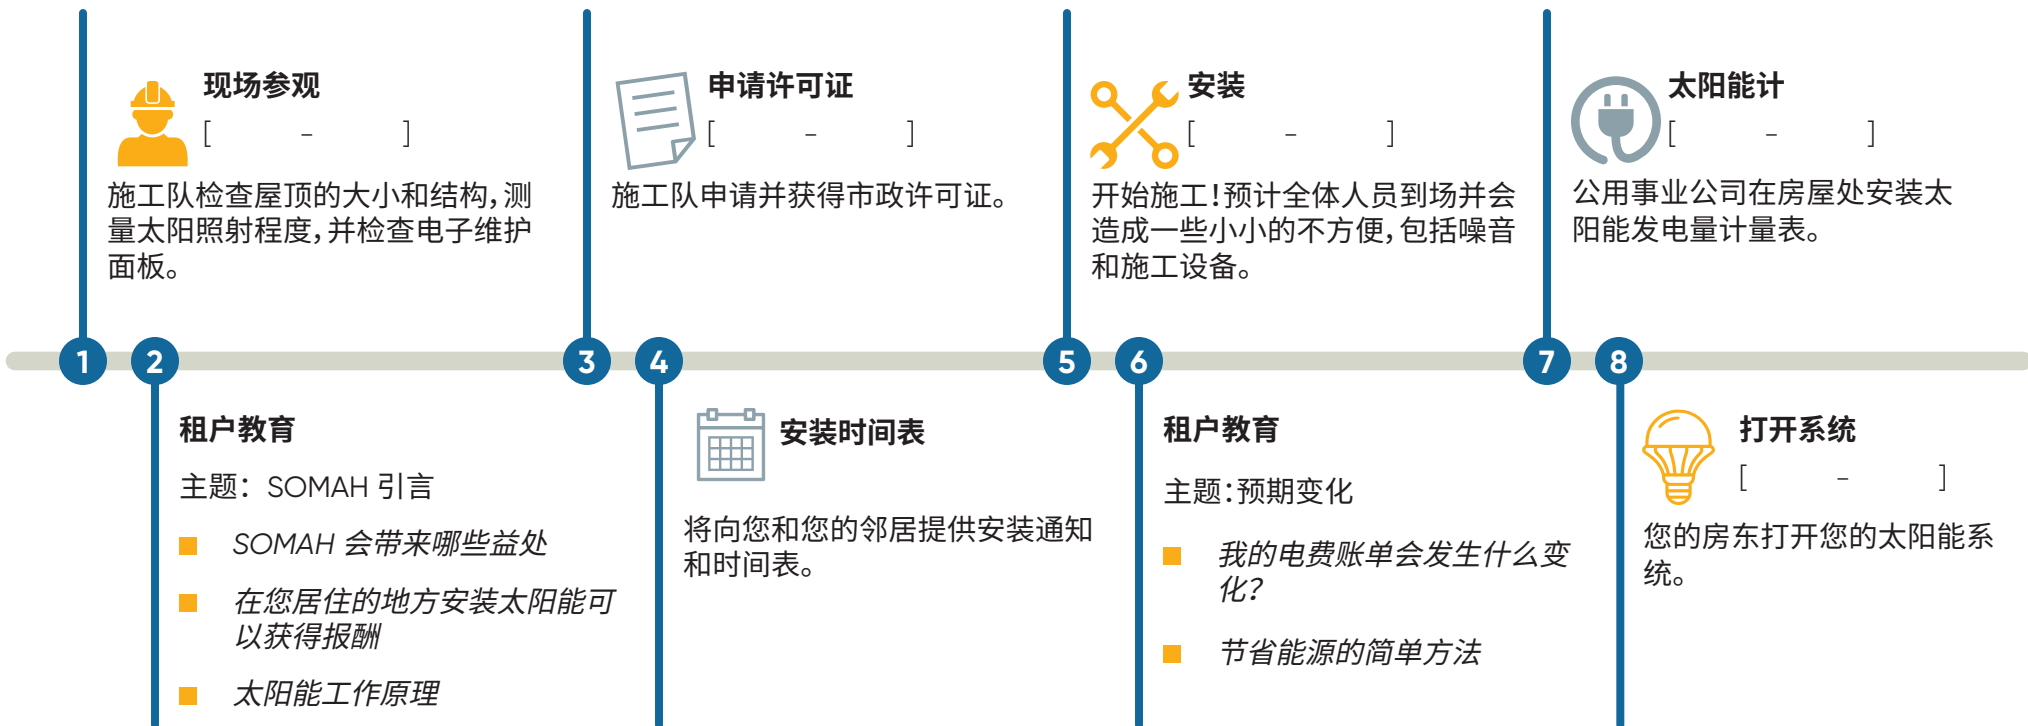 现场参观
[ – ]
施工队检查屋顶的大小和结构，测
量太阳照射程度，并检查电子维护
面板。
申请许可证
[ – ]
施工队申请并获得市政许可证。
安装
[ – ]
开始施工！预计全体人员到场并会
造成一些小小的不方便，包括噪音
和施工设备。
太阳能计
[ – ]
公用事业公司在房屋处安装太
阳能发电量计量表。
1
2
3
4
5
6
7
8
租户教育
主题：SOMAH 引言
SOMAH 会带来哪些益处
在您居住的地方安装太阳能可
以获得报酬
太阳能工作原理
安装时间表
将向您和您的邻居提供安装通知
和时间表。
租户教育
主题：预期变化
我的电费账单会发生什么变
化？
节省能源的简单方法
打开系统
[ – ]
您的房东打开您的太阳能系
统。